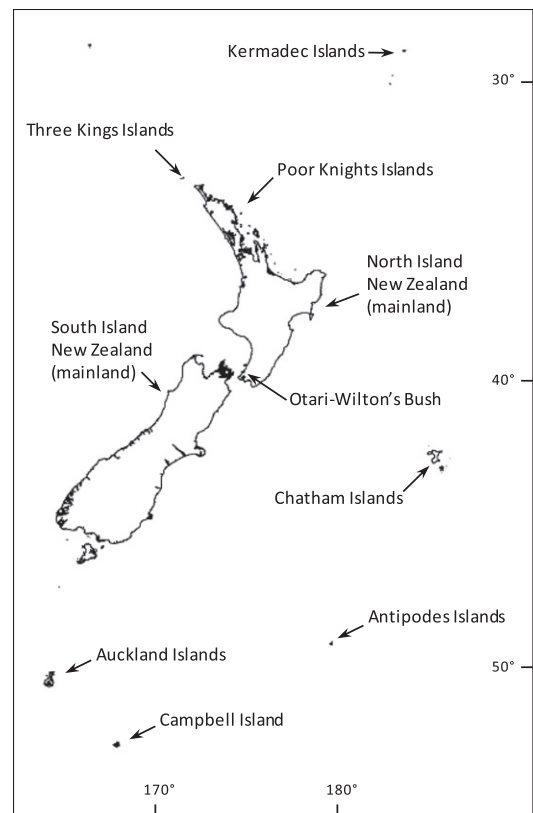 Kermadec Islands
30°
Three Kings Islands
Poor Knights Islands
North Island
New Zealand
(mainland)
South Island
New Zealand
(mainland)
40°
Otari-Wilton’s Bush
Chatham Islands
Antipodes Islands
Auckland Islands
50°
Campbell Island
170°
180°